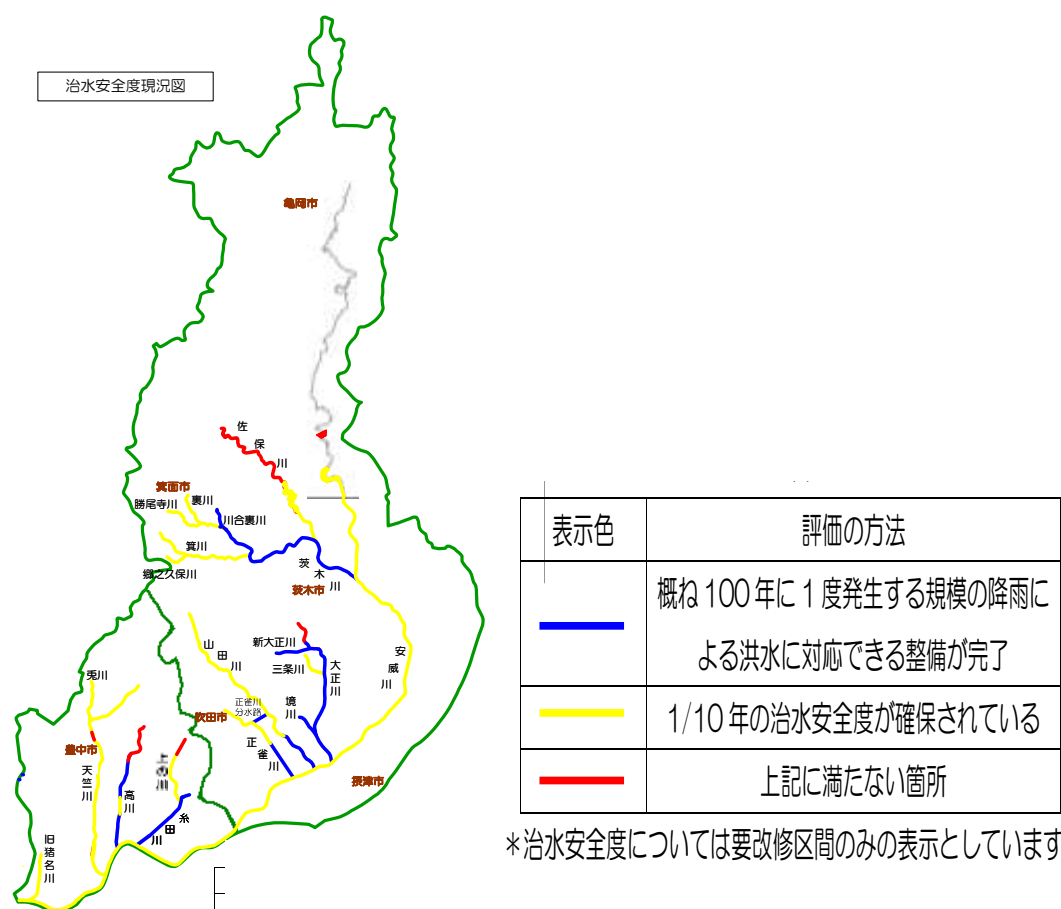 治水安全度現況図
亀岡市
佐保川
箕面市
裏川
勝尾寺川
川合裏川
箕川
郷之久保川
茨木川
茨木市
新大正川
山田川
三条川
大正川
安威川
兎川
正雀川
分水路
境川
吹田市
正雀川
豊中市
天竺川
摂津市
高川
糸田川
旧猪名川
表示色
評価の方法
概ね100年に1度発生する規模の降雨に
よる洪水に対応できる整備が完了
1/10年の治水安全度が確保されている
上記に満たない箇所
*治水安全度については要改修区間のみの表示としています